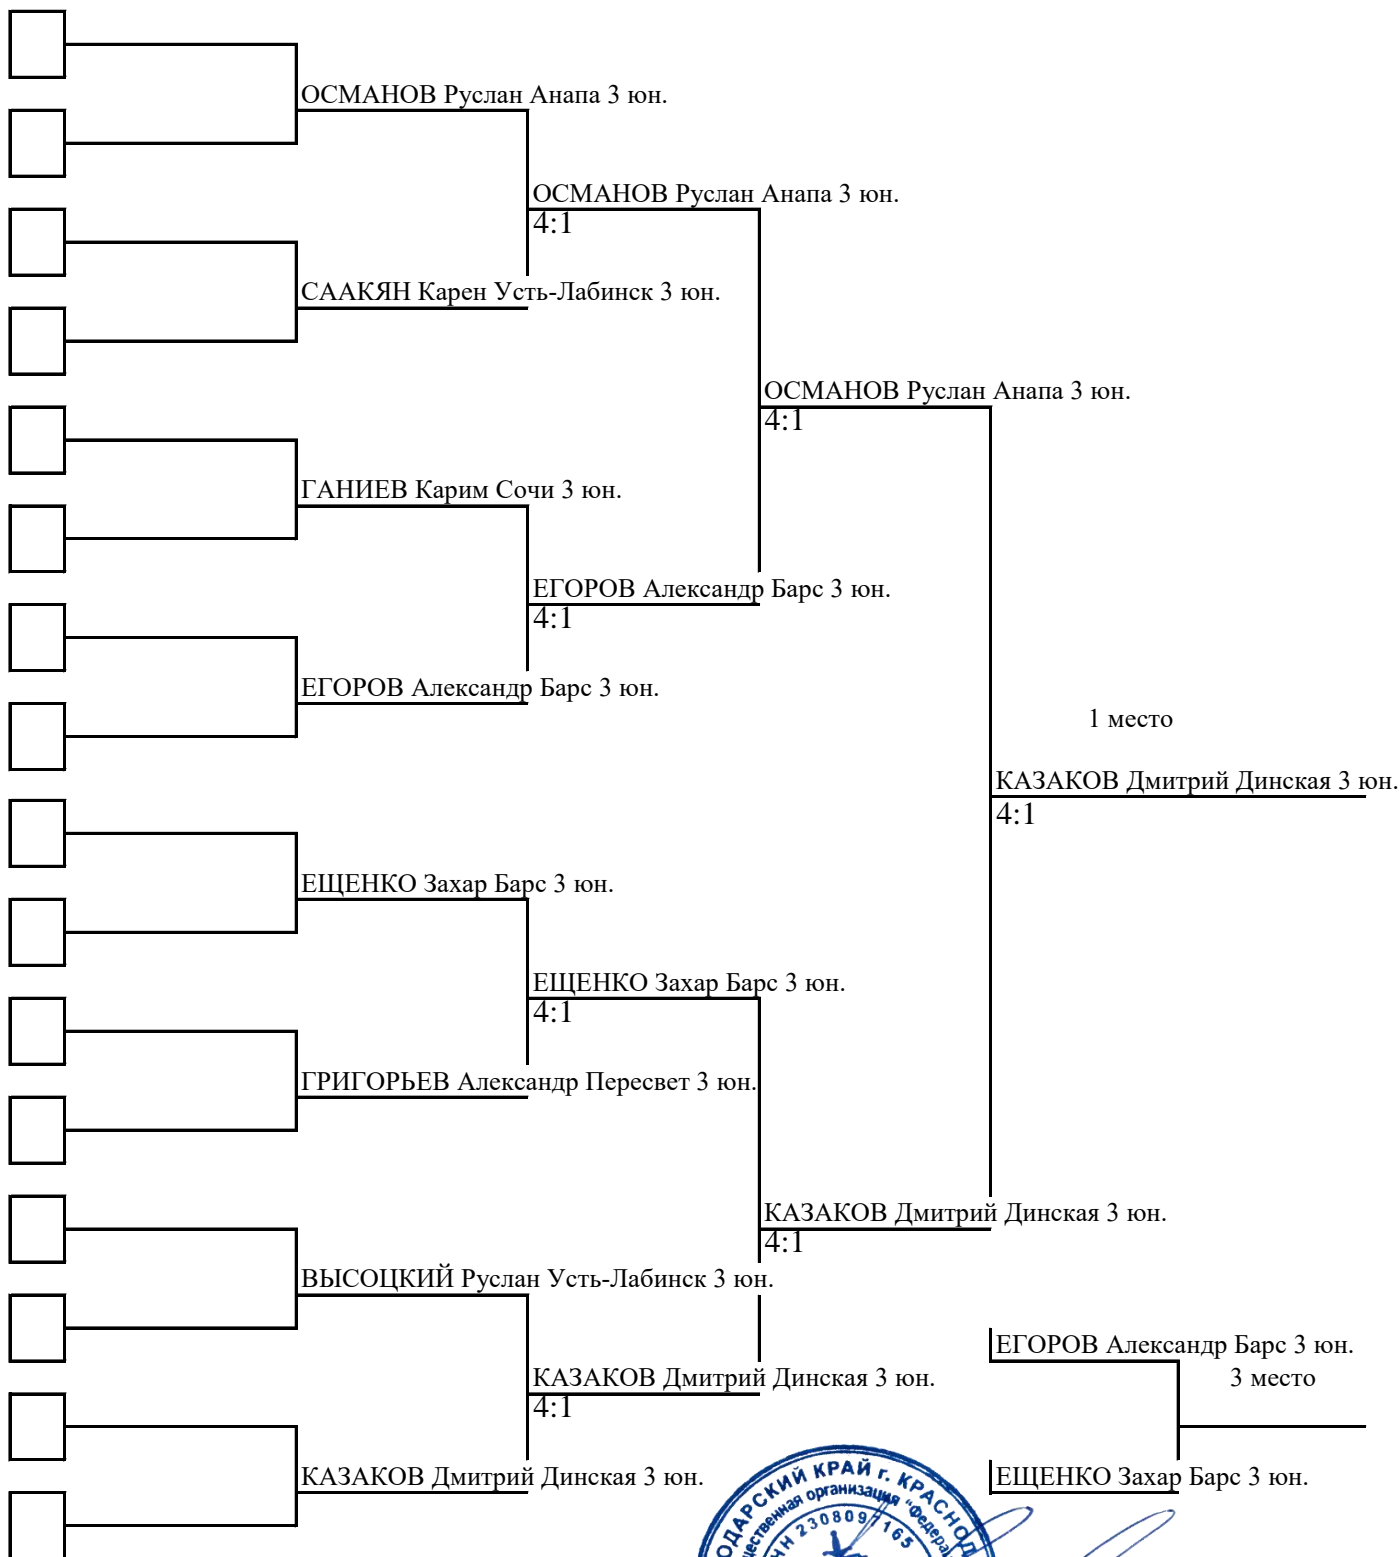 ОСМАНОВ Руслан Анапа 3 юн.
ОСМАНОВ Руслан Анапа 3 юн.
4:1
СААКЯН Карен Усть-Лабинск 3 юн.
ОСМАНОВ Руслан Анапа 3 юн.
4:1
ГАНИЕВ Карим Сочи 3 юн.
ЕГОРОВ Александр Барс 3 юн.
4:1
ЕГОРОВ Александр Барс 3 юн.
1 место
КАЗАКОВ Дмитрий Динская 3 юн.
4:1
ЕЩЕНКО Захар Барс 3 юн.
ЕЩЕНКО Захар Барс 3 юн.
4:1
ГРИГОРЬЕВ Александр Пересвет 3 юн.
КАЗАКОВ Дмитрий Динская 3 юн.
4:1
ВЫСОЦКИЙ Руслан Усть-Лабинск 3 юн.
ЕГОРОВ Александр Барс 3 юн.
3 место
КАЗАКОВ Дмитрий Динская 3 юн.
4:1
КАЗАКОВ Дмитрий Динская 3 юн.
ЕЩЕНКО Захар Барс 3 юн.
КРАЙ г.
организация